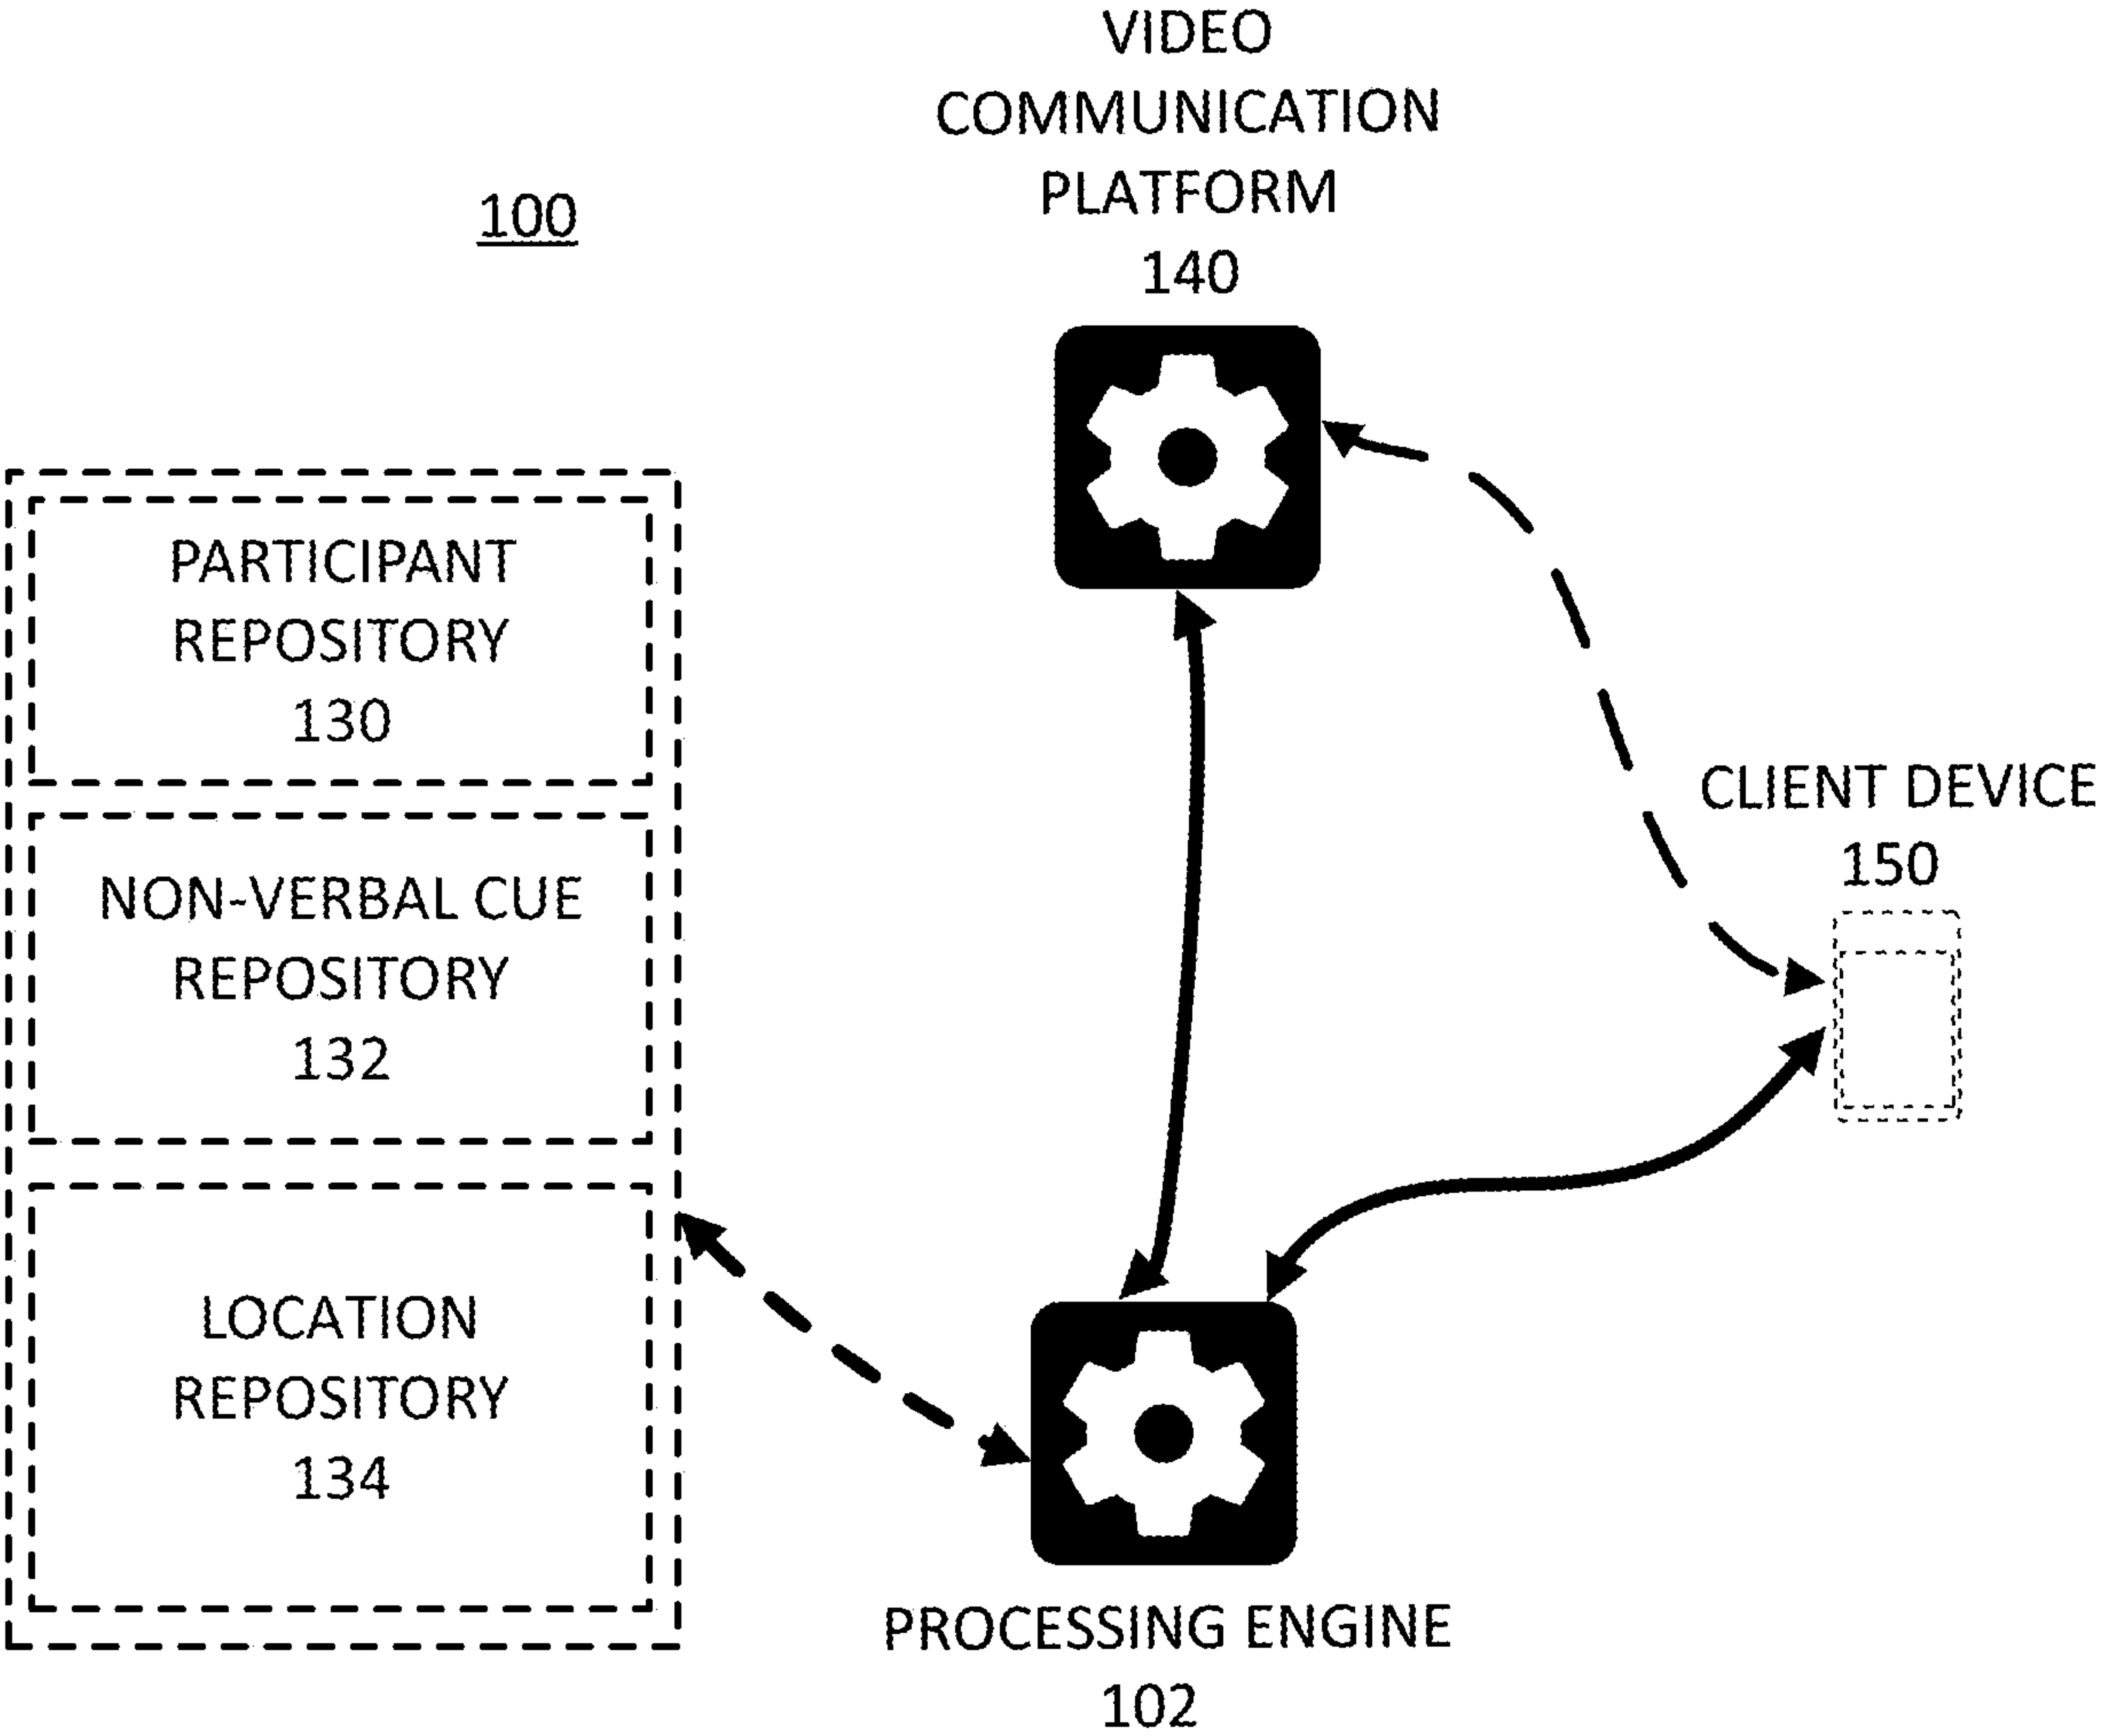 VIDEO
COMMUNICATION
PLATFORM
140
100
PARTICIPANT
REPOSITORY
130
NON-VERBAL CUE
REPOSITORY
132
LOCATION
REPOSITORY
134
CLIENT DEVICE
150
PROCESSING ENGINE
102